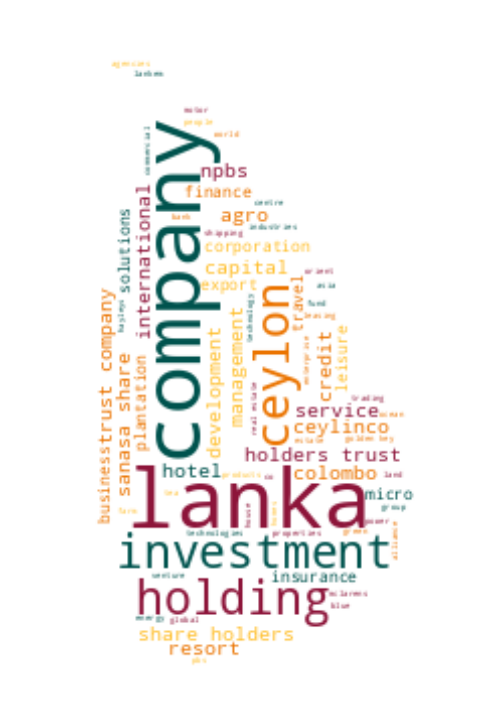 agencies
lankem
motor
people
world
commercial
company
npbs
finance
international
centre
bank
agro
industries
solutions
shipping
corporation
capital
orient
export
asia
hayleys
technology
fund
travel
leasing
ceylon
businesstrust company
sanasa share
plantation
development
management
enterprise
credit
leisure
real estate
trading
service
ocean
ceylinco
estate
golden key
holders trust
hotel
products
co
colombo
land
lanka
tea
micro
group
farm
house
power
green
technologies
properties
alliance
investment
venture
insurance
holding
mclarens
blue
energy
global
share holders
resort
plc